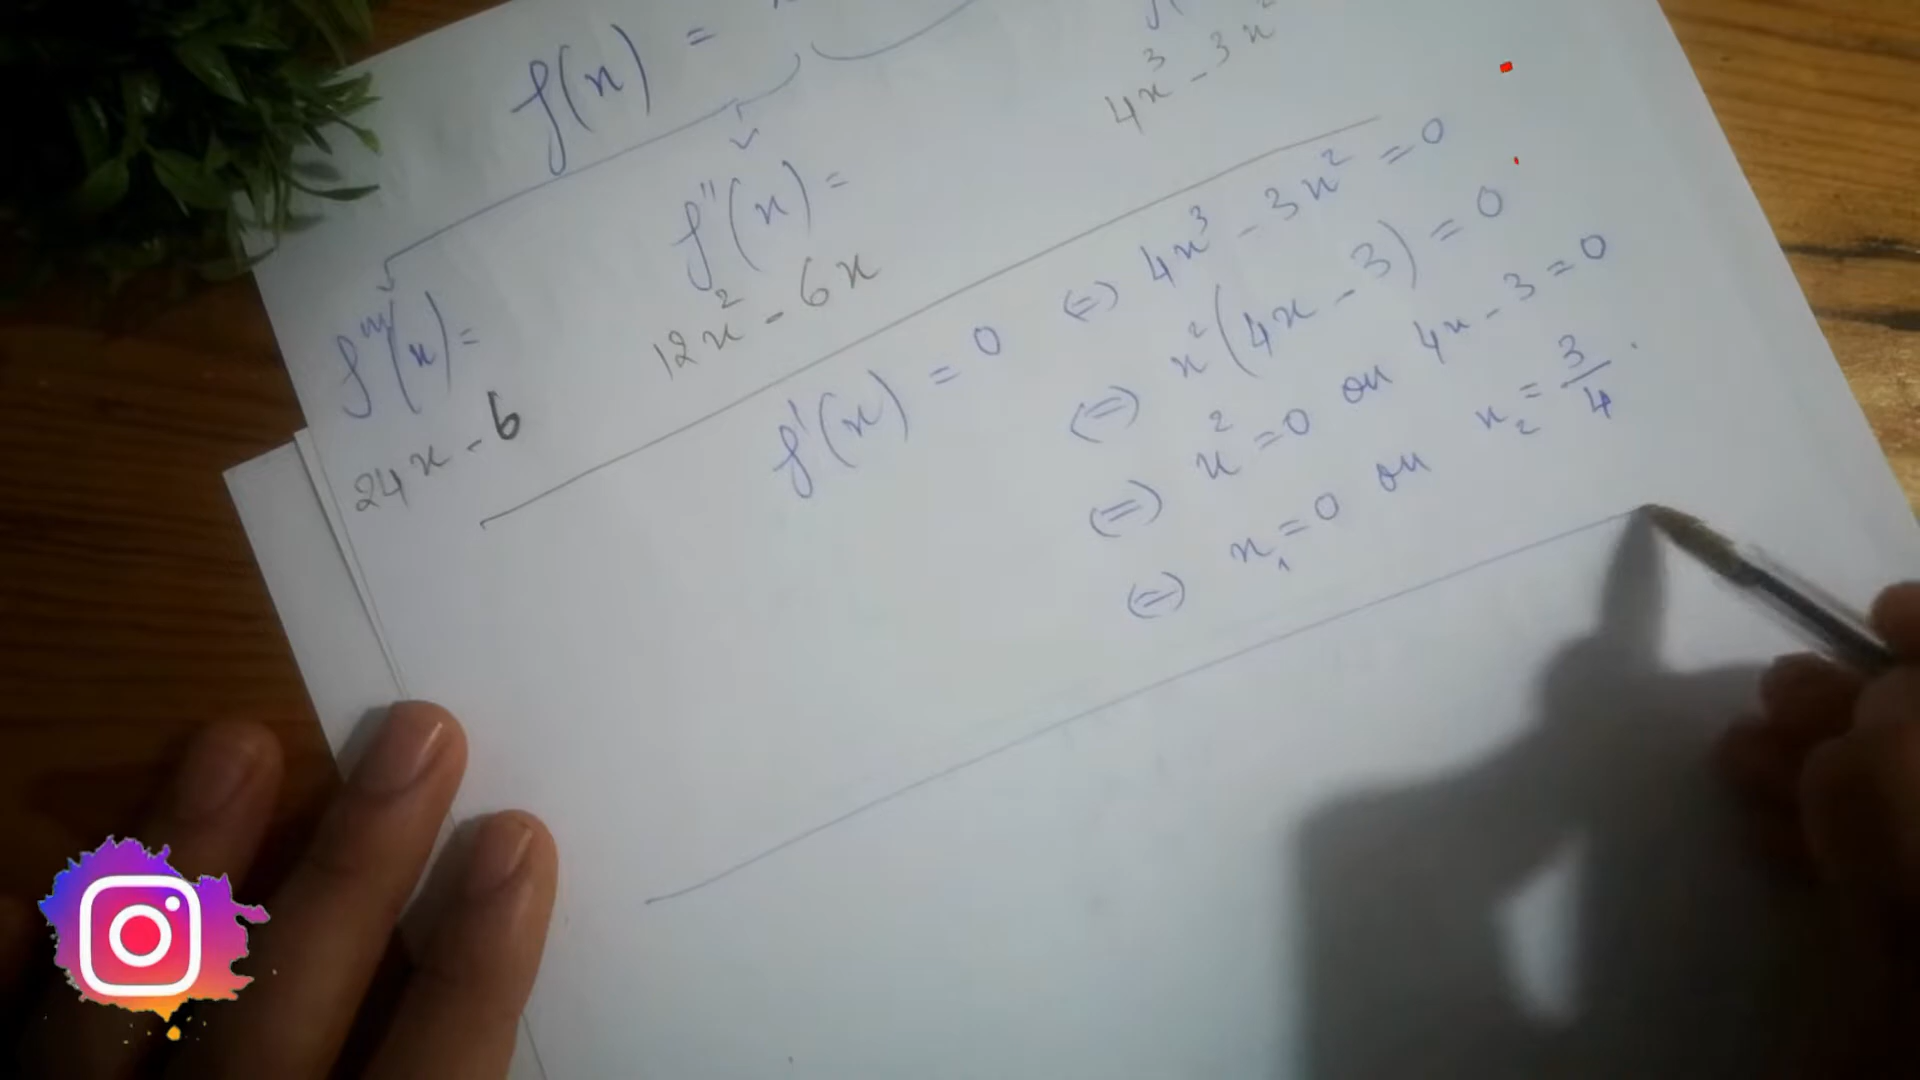 f(x) =
4x³ - 3x²
f'''(x) =
24x - 6
f''(x) =
12x² - 6x
f'(x) = 0 (=) 4x³ - 3x² = 0
(=) x²(4x - 3) = 0
(=) x² = 0 ou 4x - 3 = 0
(=) x₁ = 0 ou x₂ = 3/4.